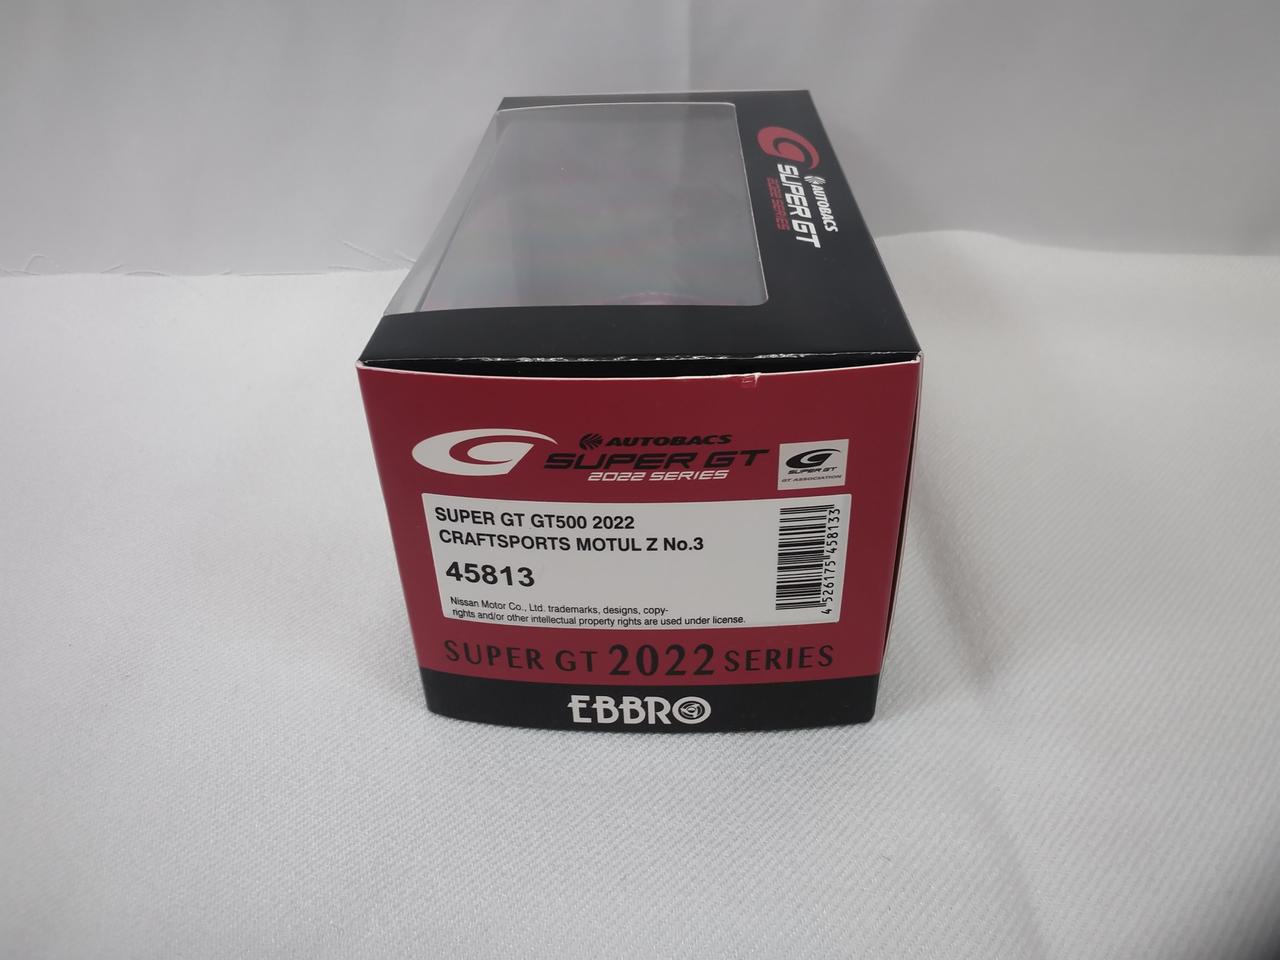 AUTOBACS
SUPER GT
2022 SERIES
AUTOBACS
SUPER GT
2022 SERIES
SUPER GT
GT ASSOCIATION
SUPER GT GT500 2022
CRAFTSPORTS MOTUL Z No.3
45813
Nissan Motor Co., Ltd. trademarks, designs, copy-
rights and/or other intellectual property rights are used under license.
4 526175 458133
SUPER GT 2022 SERIES
EBBRO